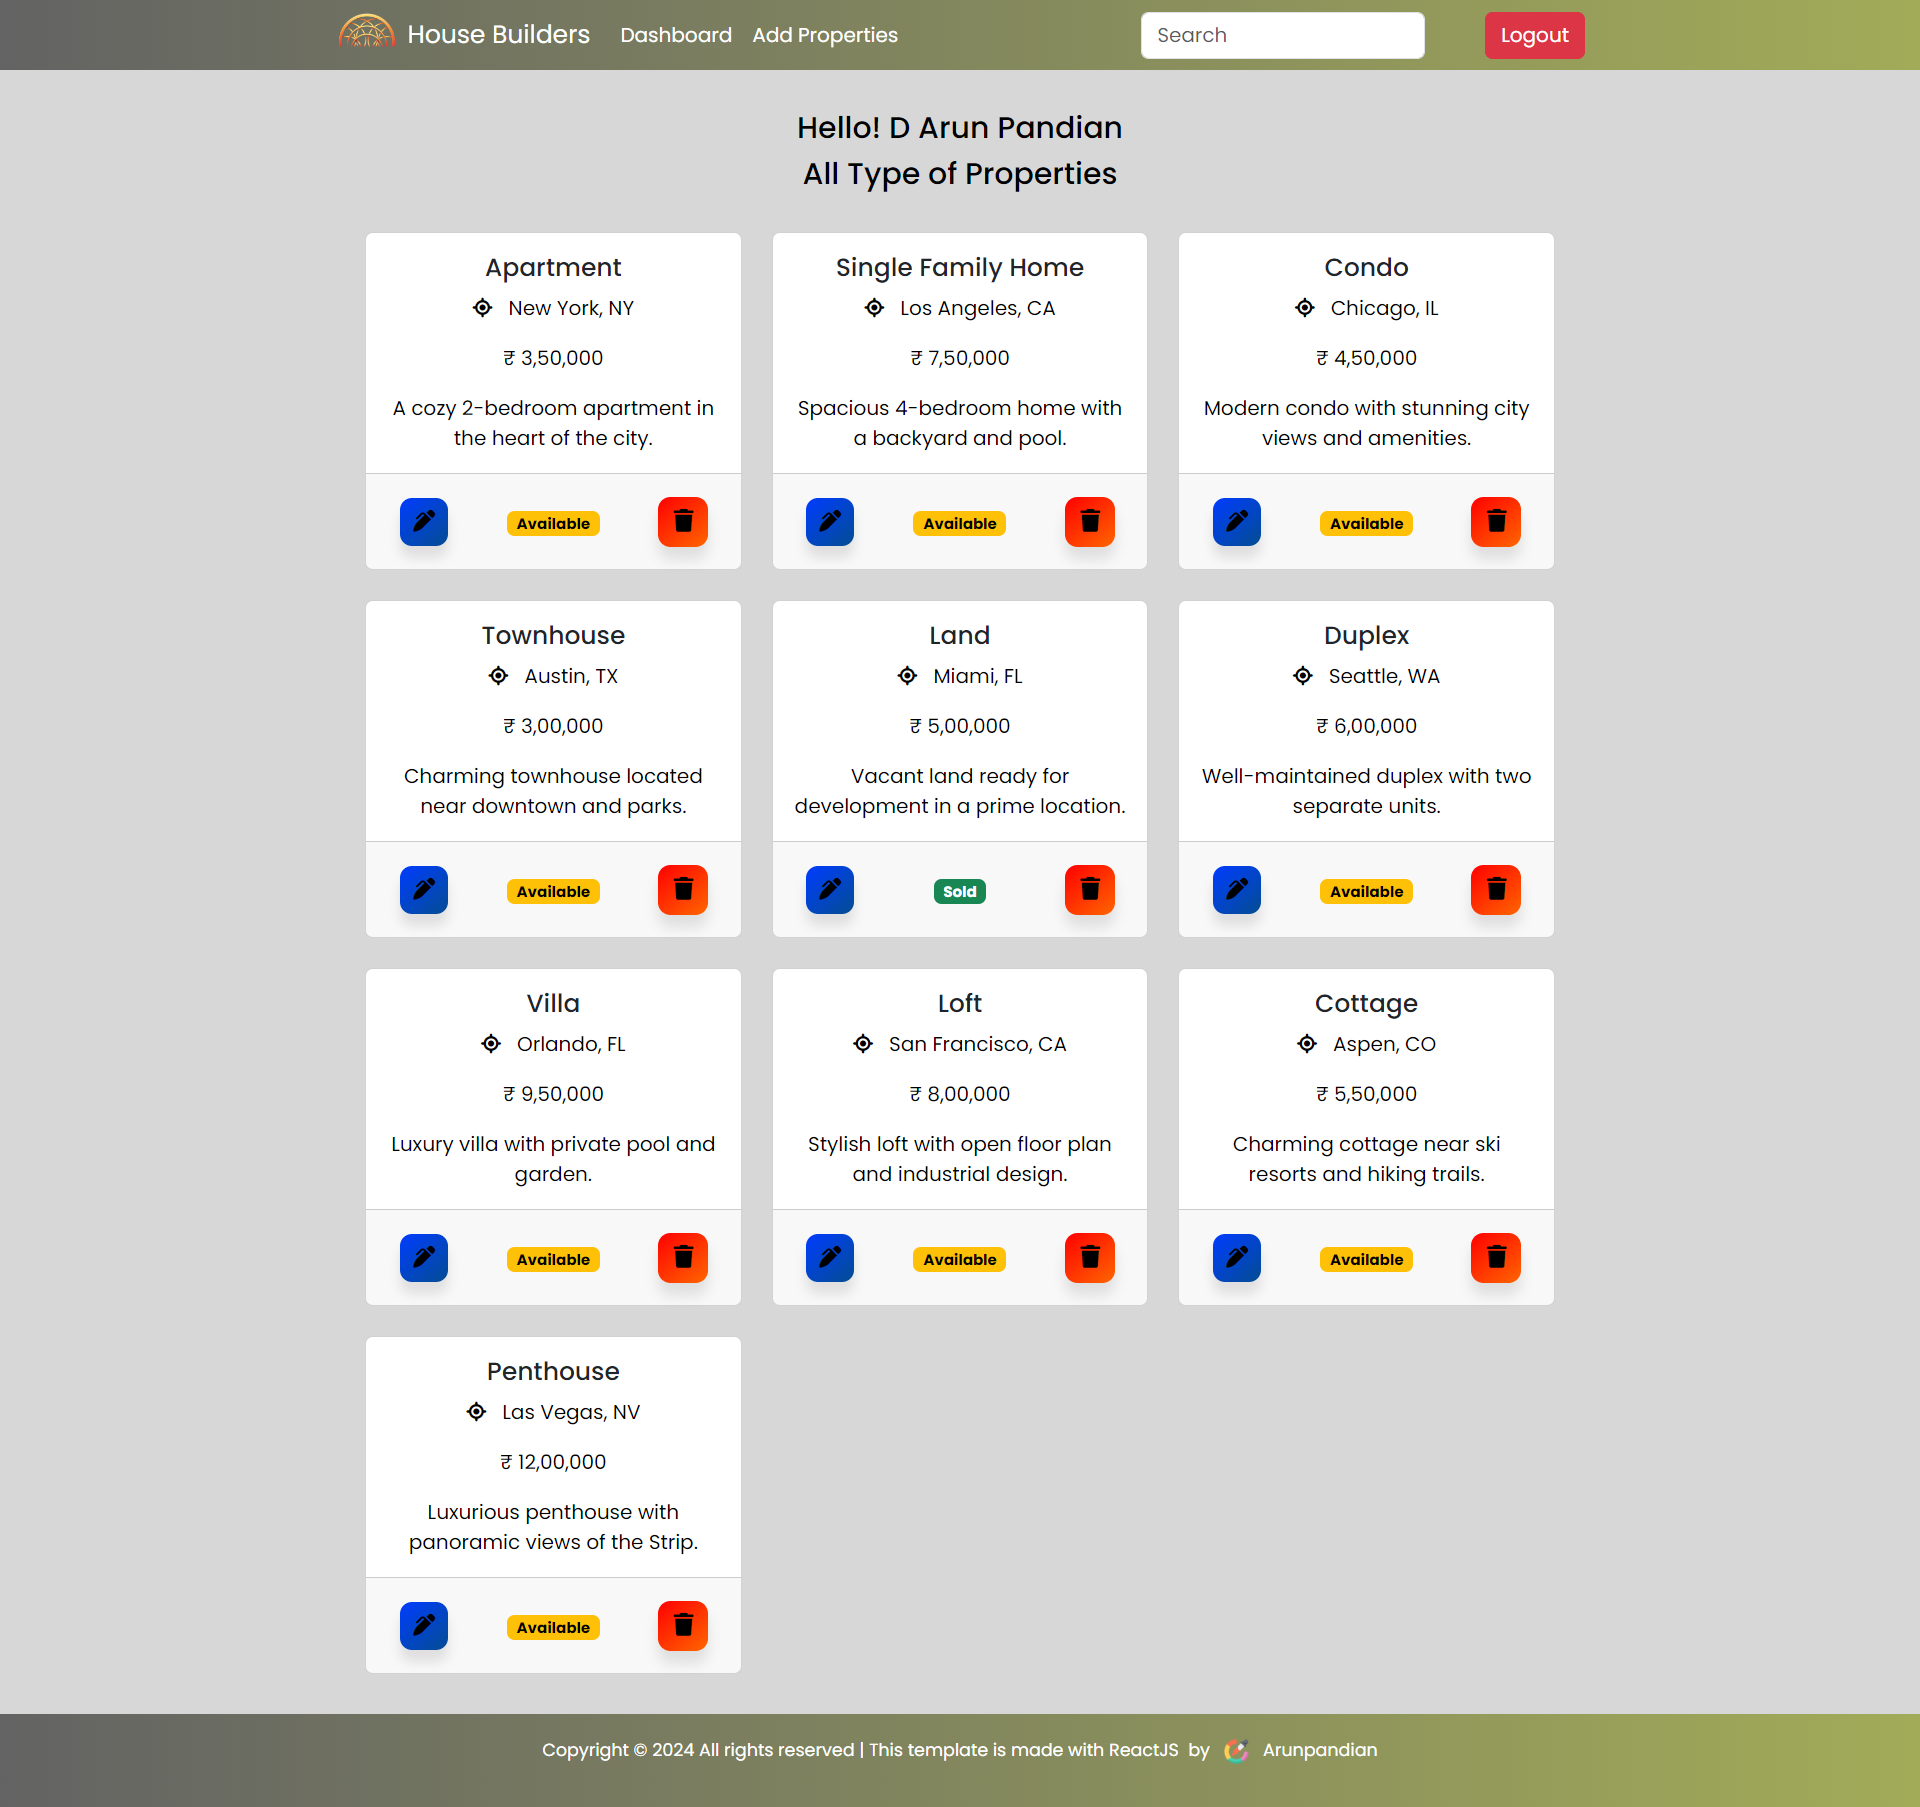 House Builders
Dashboard
Add Properties
Search
Logout
Hello! D Arun Pandian
All Type of Properties
Apartment
New York, NY
₹ 3,50,000
A cozy 2-bedroom apartment in
the heart of the city.
Available
Single Family Home
Los Angeles, CA
₹ 7,50,000
Spacious 4-bedroom home with
a backyard and pool.
Available
Condo
Chicago, IL
₹ 4,50,000
Modern condo with stunning city
views and amenities.
Available
Townhouse
Austin, TX
₹ 3,00,000
Charming townhouse located
near downtown and parks.
Available
Land
Miami, FL
₹ 5,00,000
Vacant land ready for
development in a prime location.
Sold
Duplex
Seattle, WA
₹ 6,00,000
Well-maintained duplex with two
separate units.
Available
Villa
Orlando, FL
₹ 9,50,000
Luxury villa with private pool and
garden.
Available
Loft
San Francisco, CA
₹ 8,00,000
Stylish loft with open floor plan
and industrial design.
Available
Cottage
Aspen, CO
₹ 5,50,000
Charming cottage near ski
resorts and hiking trails.
Available
Penthouse
Las Vegas, NV
₹ 12,00,000
Luxurious penthouse with
panoramic views of the Strip.
Available
Copyright © 2024 All rights reserved | This template is made with ReactJS by Arunpandian